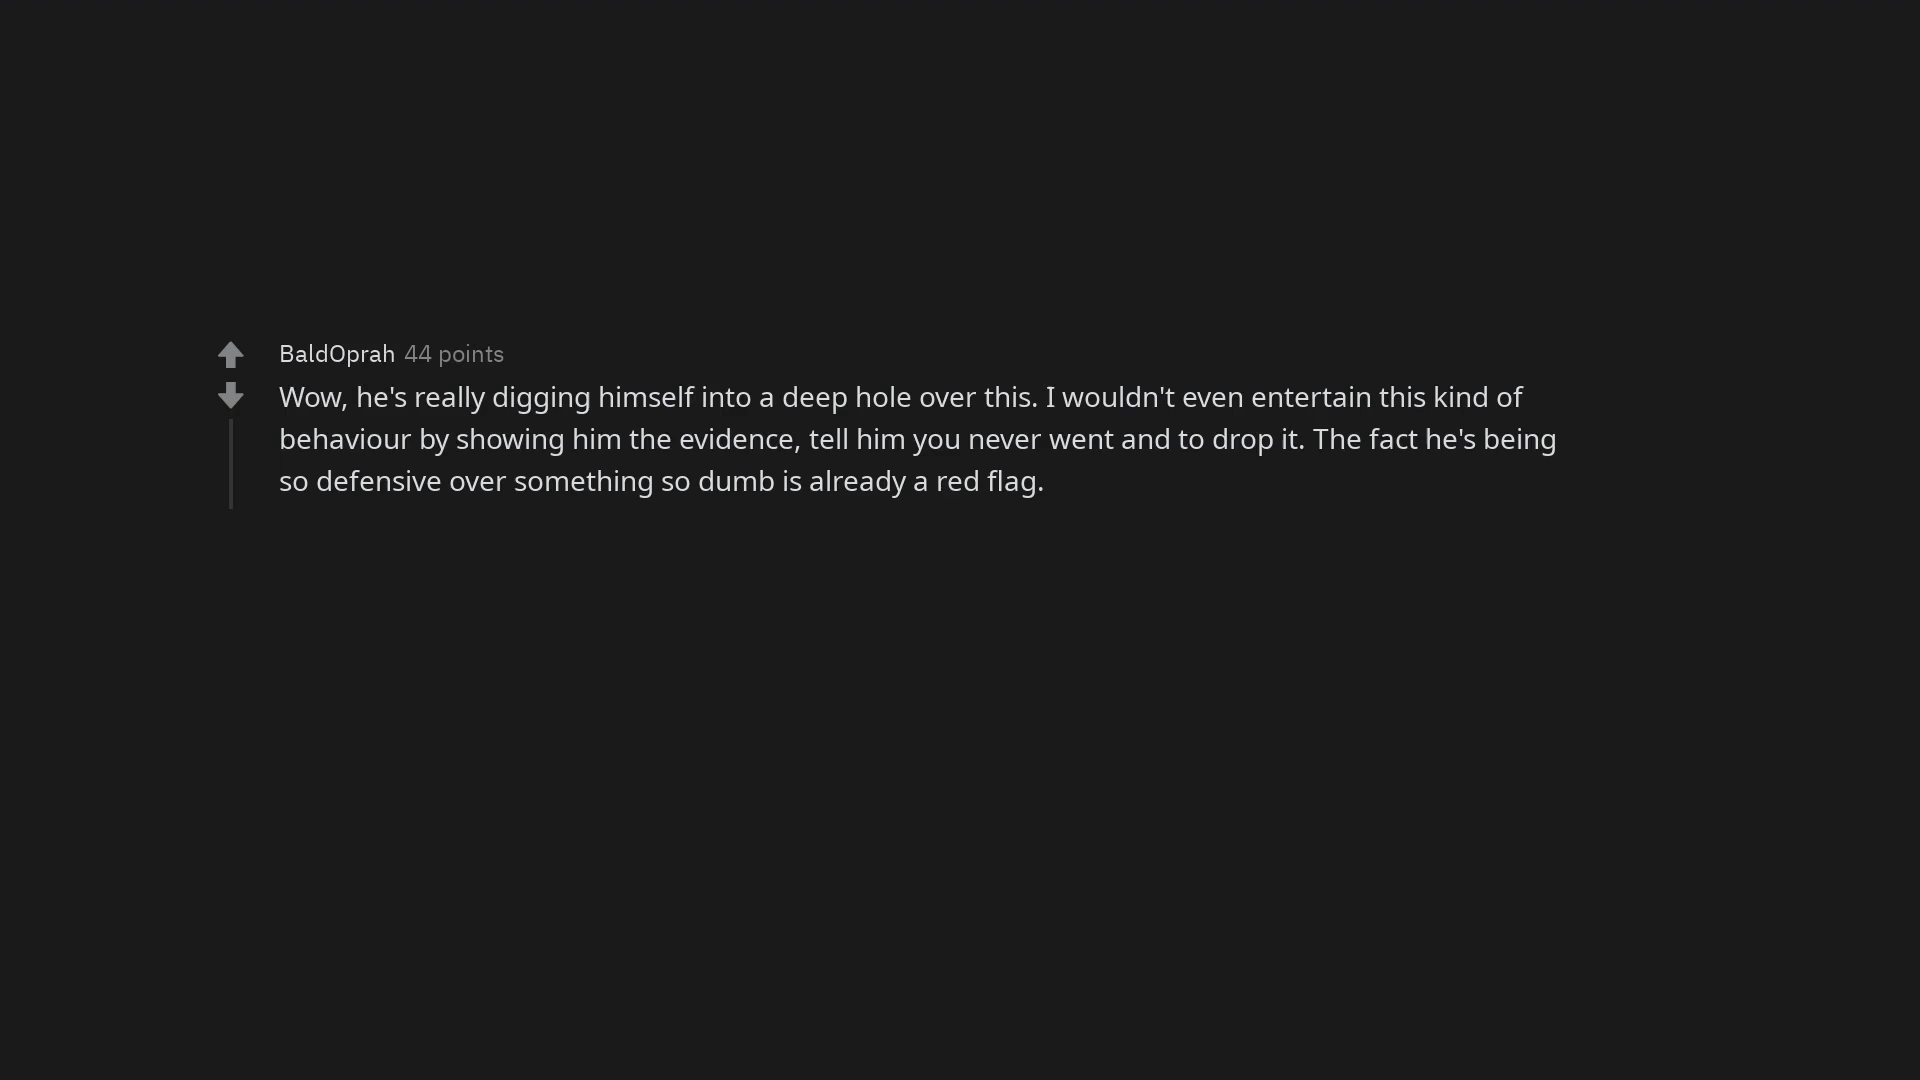 BaldOprah 44 points
Wow, he's really digging himself into a deep hole over this. I wouldn't even entertain this kind of
behaviour by showing him the evidence, tell him you never went and to drop it. The fact he's being
so defensive over something so dumb is already a red flag.